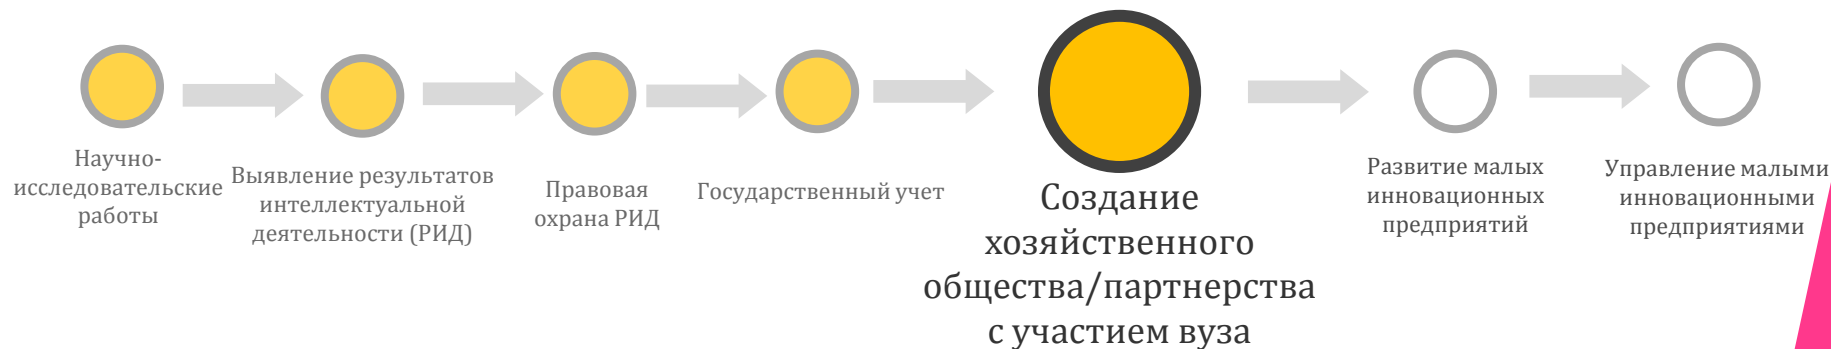 Научно-
исследовательские
работы
Выявление результатов
интеллектуальной
деятельности (РИД)
Правовая
охрана РИД
Государственный учет
Создание
хозяйственного
общества/партнерства
с участием вуза
Развитие малых
инновационных
предприятий
Управление малыми
инновационными
предприятиями